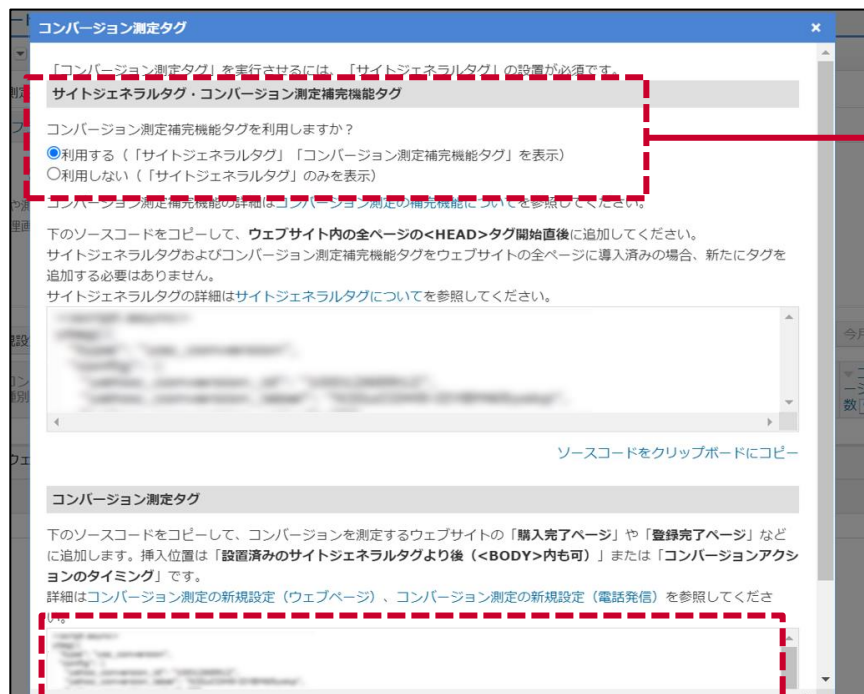 コンバージョン測定タグ
×
「コンバージョン測定タグ」を実行させるには、「サイトジェネラルタグ」の設置が必須です。
サイトジェネラルタグ・コンバージョン測定補完機能タグ
コンバージョン測定補完機能タグを利用しますか？
利用する（「サイトジェネラルタグ」「コンバージョン測定補完機能タグ」を表示）
利用しない（「サイトジェネラルタグ」のみを表示）
コンバージョン測定補完機能の詳細はコンバージョン測定の補完機能についてを参照してください。
下のソースコードをコピーして、ウェブサイト内の全ページの<HEAD>タグ開始直後に追加してください。
サイトジェネラルタグおよびコンバージョン測定補完機能タグをウェブサイトの全ページに導入済みの場合、新たにタグを
追加する必要はありません。
サイトジェネラルタグの詳細はサイトジェネラルタグについてを参照してください。
ソースコードをクリップボードにコピー
コンバージョン測定タグ
下のソースコードをコピーして、コンバージョンを測定するウェブサイトの「購入完了ページ」や「登録完了ページ」など
に追加します。挿入位置は「設置済みのサイトジェネラルタグより後（<BODY>内も可）」または「コンバージョンアクシ
ョンのタイミング」です。
詳細はコンバージョン測定の新規設定（ウェブページ）、コンバージョン測定の新規設定（電話発信）を参照してくださ
い。